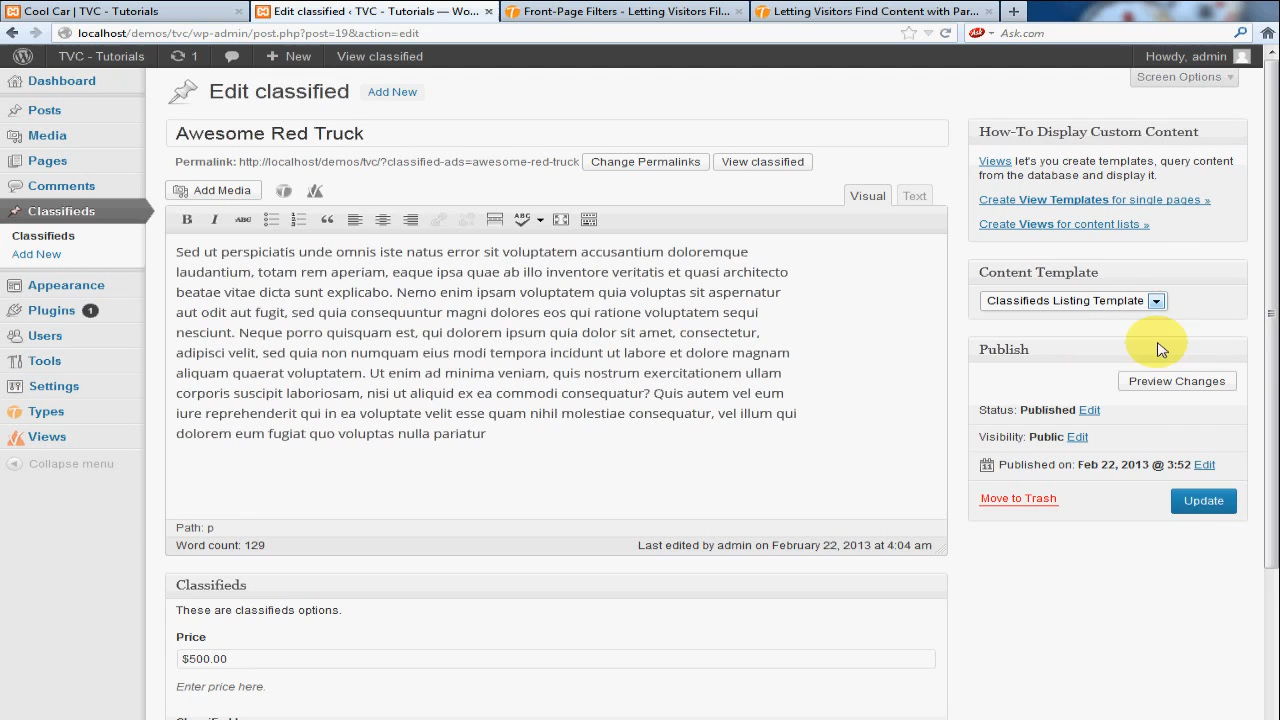 Cool Car | TVC - Tutorials
Edit classified ‹ TVC - Tutorials — Wo...
Front-Page Filters - Letting Visitors Fil...
Letting Visitors Find Content with Par...
localhost/demos/tvc/wp-admin/post.php?post=19&action=edit
Ask.com
TVC - Tutorials
1
New
View classified
Howdy, admin
Dashboard
Posts
Media
Pages
Comments
Classifieds
Classifieds
Add New
Appearance
Plugins 1
Users
Tools
Settings
Types
Views
Collapse menu
Screen Options
Edit classified
Add New
Awesome Red Truck
Permalink: http://localhost/demos/tvc/?classified-ads=awesome-red-truck
Change Permalinks
View classified
Add Media
Visual
Text
B I ABC
ABC
Sed ut perspiciatis unde omnis iste natus error sit voluptatem accusantium doloremque
laudantium, totam rem aperiam, eaque ipsa quae ab illo inventore veritatis et quasi architecto
beatae vitae dicta sunt explicabo. Nemo enim ipsam voluptatem quia voluptas sit aspernatur
aut odit aut fugit, sed quia consequuntur magni dolores eos qui ratione voluptatem sequi
nesciunt. Neque porro quisquam est, qui dolorem ipsum quia dolor sit amet, consectetur,
adipisci velit, sed quia non numquam eius modi tempora incidunt ut labore et dolore magnam
aliquam quaerat voluptatem. Ut enim ad minima veniam, quis nostrum exercitationem ullam
corporis suscipit laboriosam, nisi ut aliquid ex ea commodi consequatur? Quis autem vel eum
iure reprehenderit qui in ea voluptate velit esse quam nihil molestiae consequatur, vel illum qui
dolorem eum fugiat quo voluptas nulla pariatur
Path: p
Word count: 129
Last edited by admin on February 22, 2013 at 4:04 am
Classifieds
These are classifieds options.
Price
$500.00
Enter price here.
How-To Display Custom Content
Views let's you create templates, query content
from the database and display it.
Create View Templates for single pages »
Create Views for content lists »
Content Template
Classifieds Listing Template
Publish
Preview Changes
Status: Published Edit
Visibility: Public Edit
Published on: Feb 22, 2013 @ 3:52 Edit
Move to Trash
Update